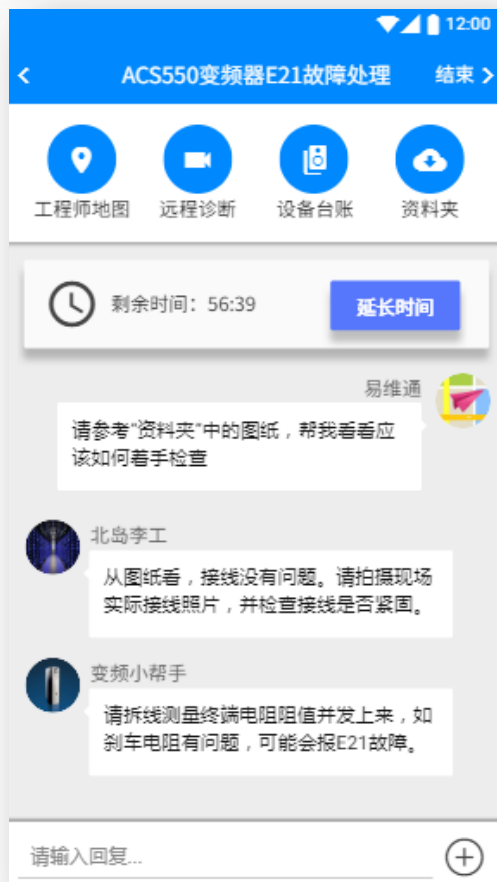 12:00
ACS550变频器E21故障处理
结束
工程师地图 远程诊断 设备台账 资料夹
剩余时间：56:39
延长时间
易维通
请参考"资料夹"中的图纸，帮我看看应
该如何着手检查
北岛李工
从图纸看，接线没有问题。请拍摄现场
实际接线照片，并检查接线是否紧固。
变频小帮手
请拆线测量终端电阻阻值并发上来，如
刹车电阻有问题，可能会报E21故障。
请输入回复...